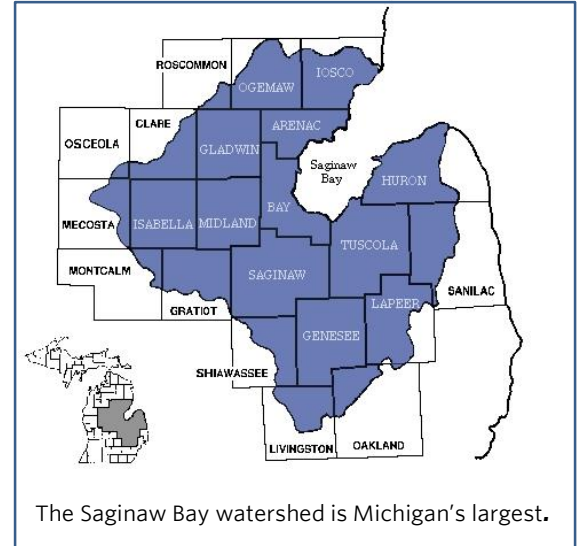 ROSCOMMON
OGEMAW
IOSCO
CLARE
ARENAC
OSCEOLA
GLADWIN
Saginaw
Bay
HURON
MECOSTA
ISABELLA
MIDLAND
BAY
TUSCOLA
MONTCALM
SAGINAW
SANILAC
GRATIOT
LAPEER
GENESEE
SHIAWASSEE
LIVINGSTON
OAKLAND
The Saginaw Bay watershed is Michigan's largest.